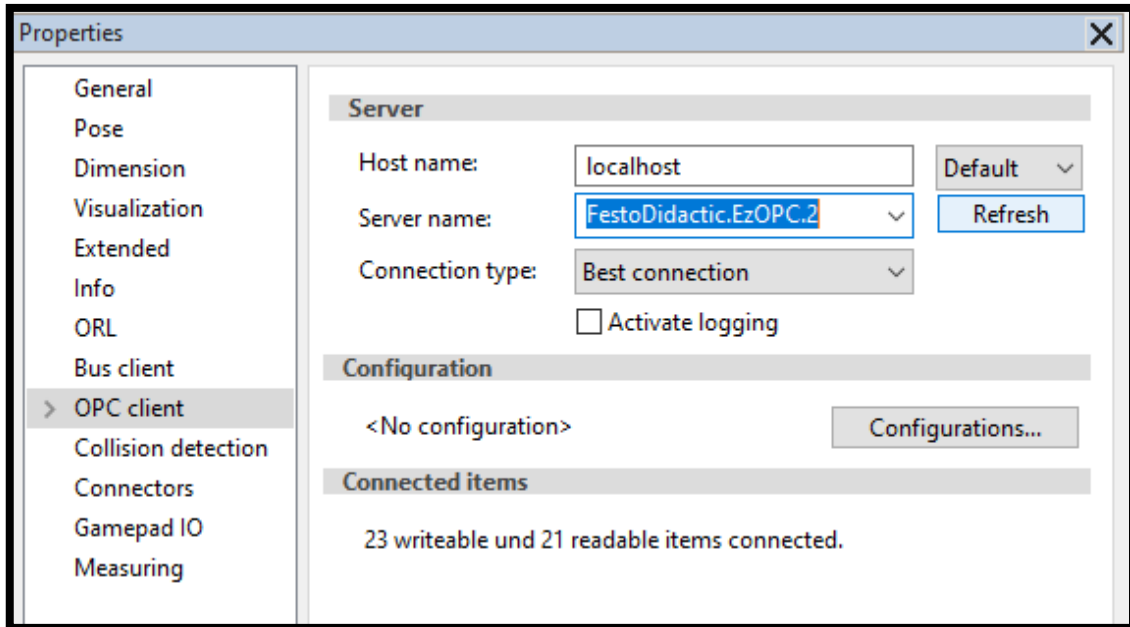 Properties
General
Pose
Dimension
Visualization
Extended
Info
ORL
Bus client
OPC client
Collision detection
Connectors
Gamepad IO
Measuring
Server
Host name: localhost Default
Server name: FestoDidactic.EzOPC.2 Refresh
Connection type: Best connection
Activate logging
Configuration
<No configuration> Configurations...
Connected items
23 writeable und 21 readable items connected.